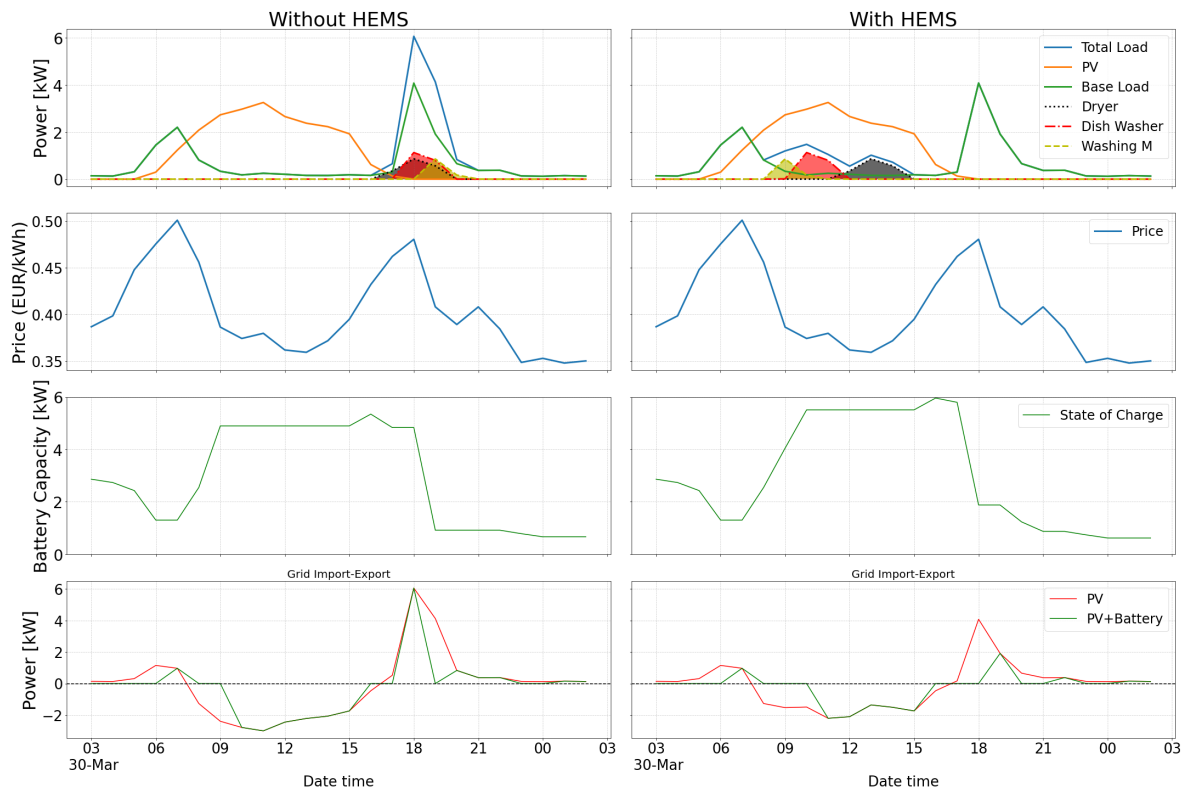 Without HEMS
With HEMS
Power [kW]
6
4
2
0
Total Load
PV
Base Load
Dryer
Dish Washer
Washing M
Price (EUR/kWh)
0.50
0.45
0.40
0.35
Price
Battery Capacity [kW]
6
4
2
0
State of Charge
Grid Import-Export
Grid Import-Export
Power [kW]
6
4
2
0
−2
PV
PV+Battery
03 06 09 12 15 18 21 00 03
30-Mar
Date time
03 06 09 12 15 18 21 00 03
30-Mar
Date time